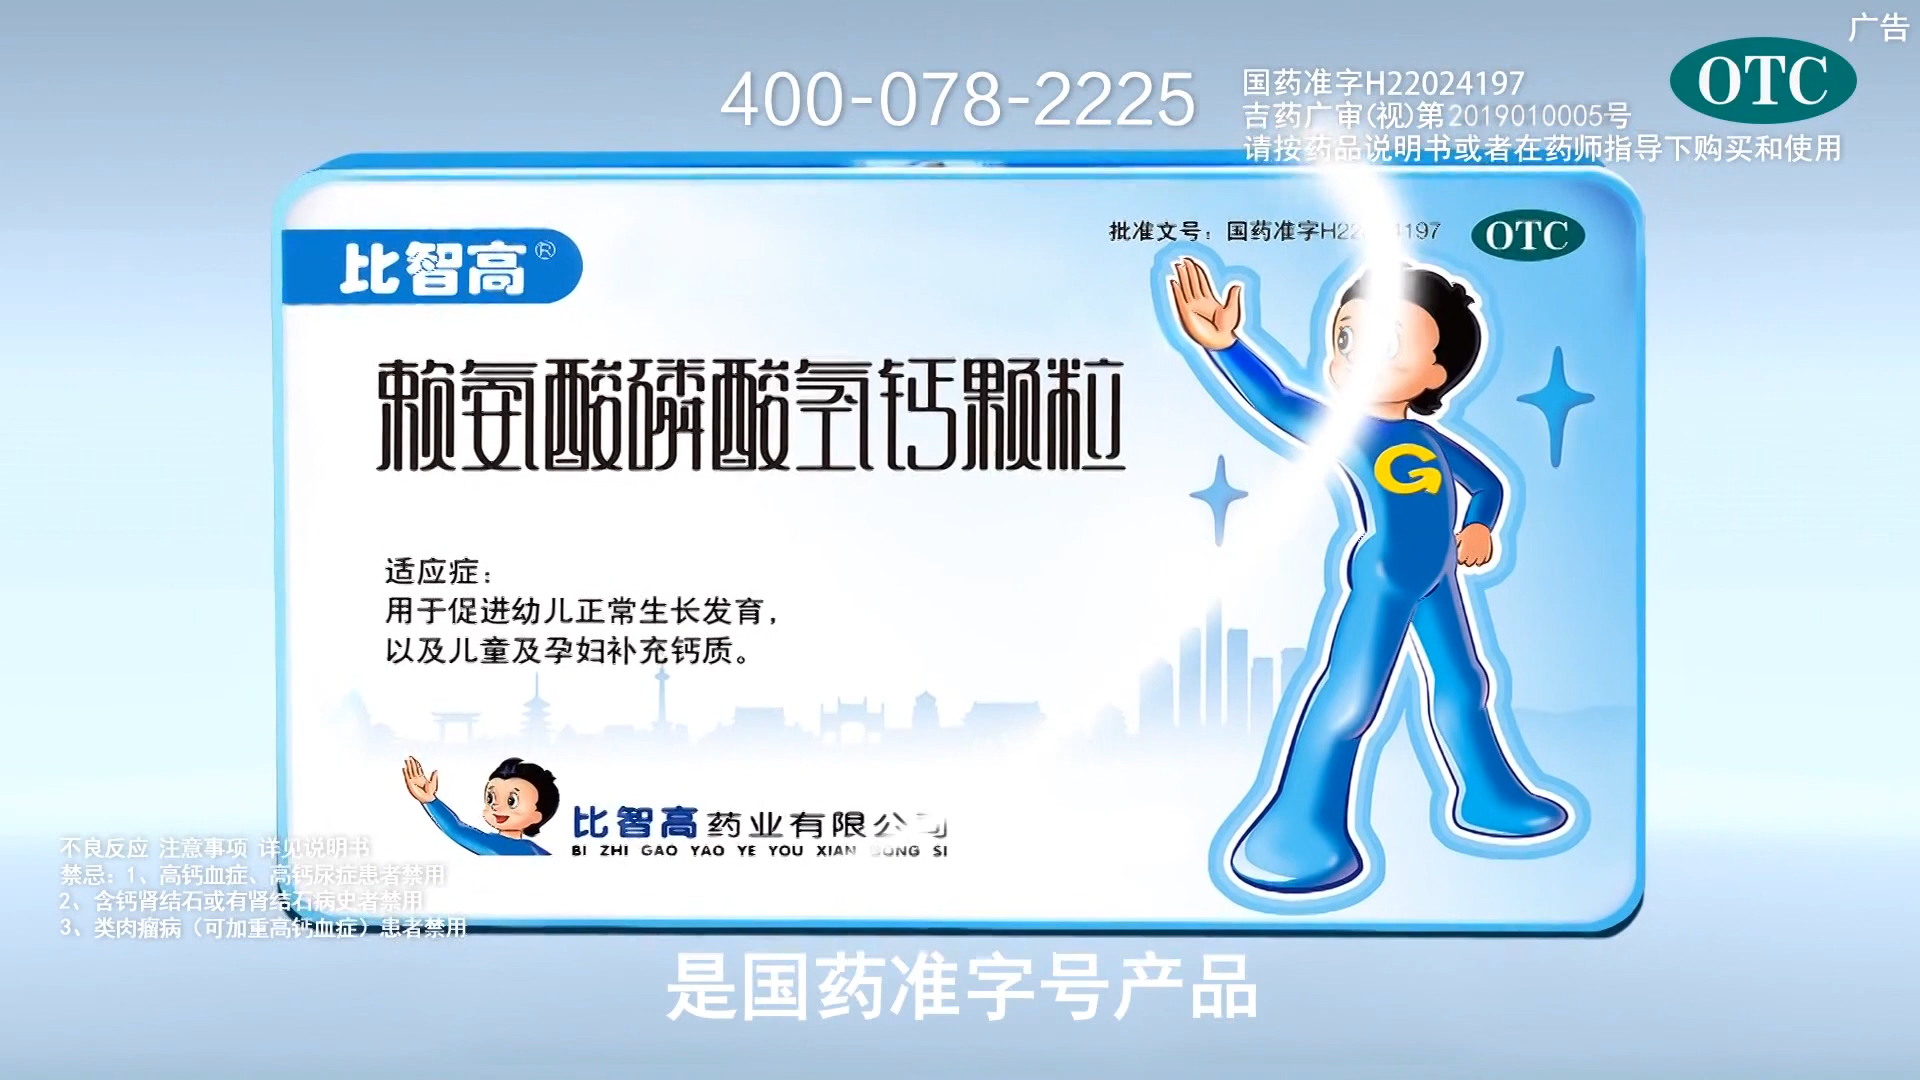 广告
400-078-2225
国药准字H22024197
吉药广审(视)第2019010005号
请按药品说明书或者在药师指导下购买和使用
OTC
比智高®
批准文号：国药准字H22024197
OTC
赖氨酸磷酸氢钙颗粒
G
适应症：
用于促进幼儿正常生长发育，
以及儿童及孕妇补充钙质。
比智高药业有限公司
BI ZHI GAO YAO YE YOU XIAN GONG SI
不良反应 注意事项 详见说明书
禁忌：1、高钙血症、高钙尿症患者禁用
2、含钙肾结石或有肾结石病史者禁用
3、类肉瘤病（可加重高钙血症）患者禁用
是国药准字号产品